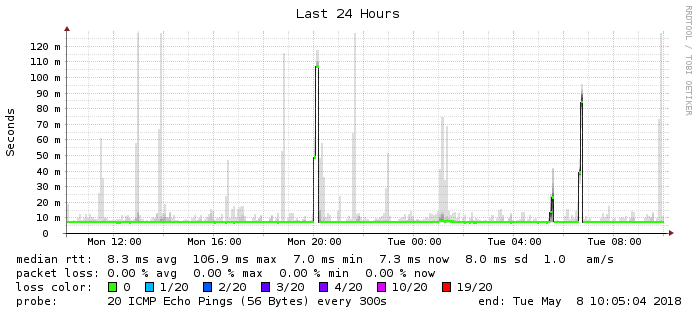 Last 24 Hours
RRDTOOL / TOBI OETIKER
Seconds
120 m
110 m
100 m
90 m
80 m
70 m
60 m
50 m
40 m
30 m
20 m
10 m
0
Mon 12:00 Mon 16:00 Mon 20:00 Tue 00:00 Tue 04:00 Tue 08:00
median rtt: 8.3 ms avg 106.9 ms max 7.0 ms min 7.3 ms now 8.0 ms sd 1.0 am/s
packet loss: 0.00 % avg 0.00 % max 0.00 % min 0.00 % now
loss color: 0 1/20 2/20 3/20 4/20 10/20 19/20
probe: 20 ICMP Echo Pings (56 Bytes) every 300s end: Tue May 8 10:05:04 2018